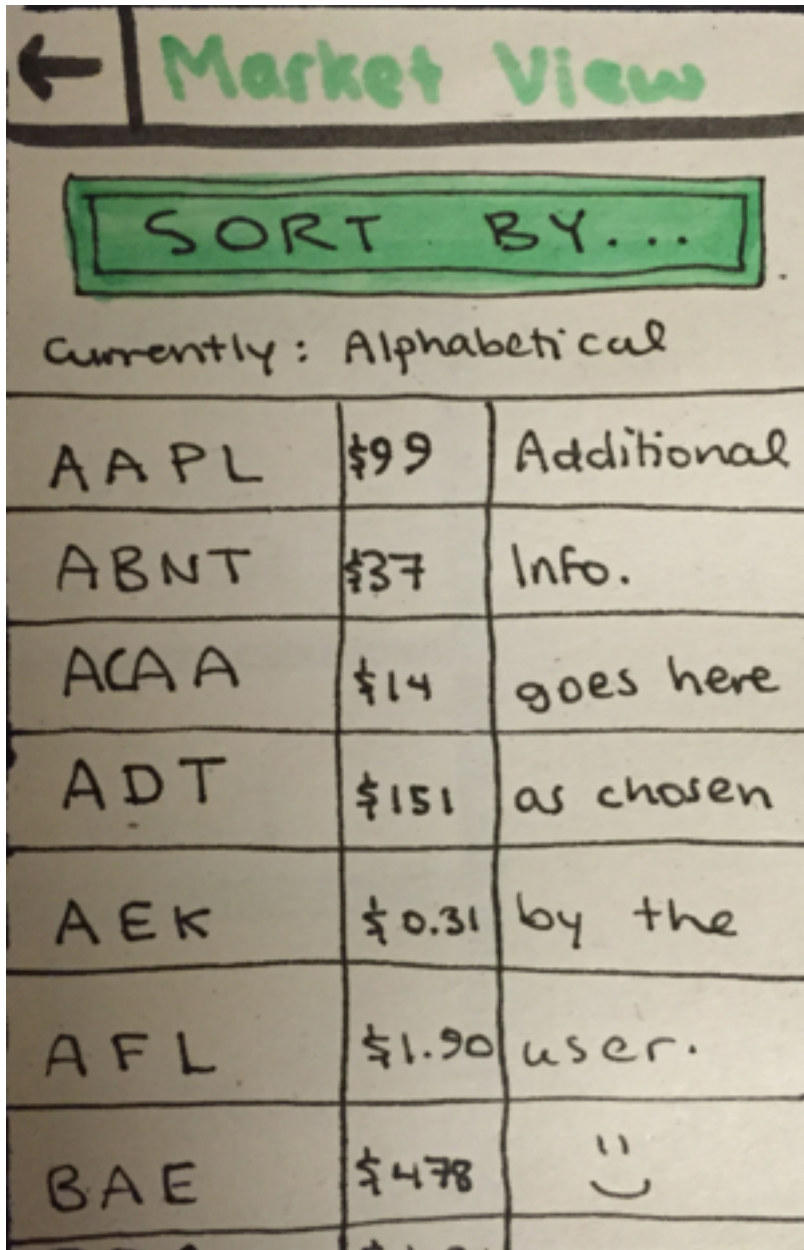 ← Market View
SORT BY...
Currently: Alphabetical
AAPL $99 Additional
ABNT $37 Info.
ACAA $14 goes here
ADT $151 as chosen
AEK $0.31 by the
AFL $1.90 user.
BAE $478 :)